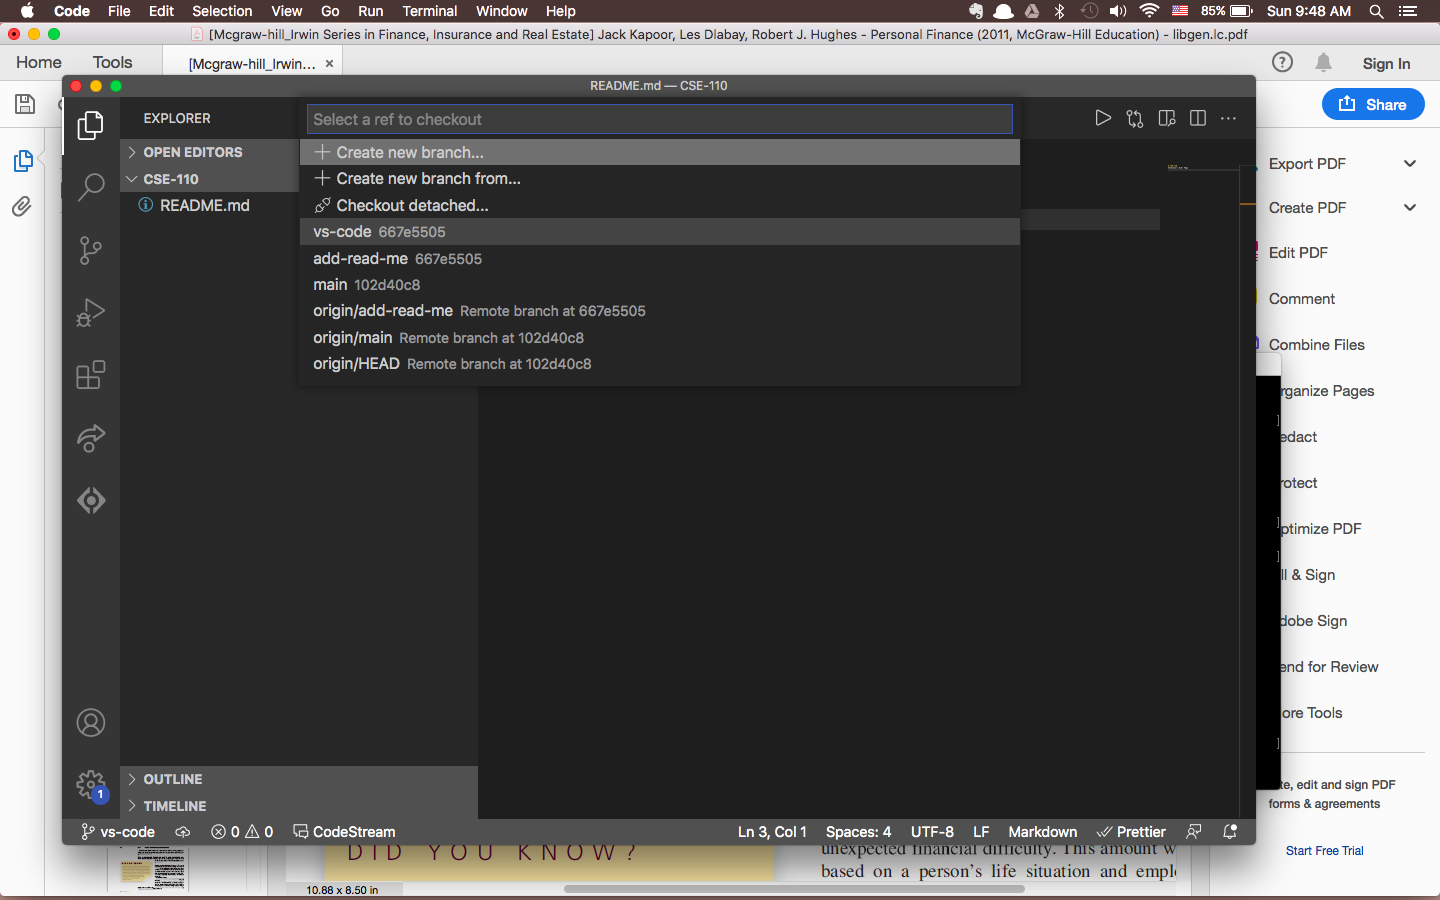 Code File Edit Selection View Go Run Terminal Window Help 85% Sun 9:48 AM
[Mcgraw-hill_Irwin Series in Finance, Insurance and Real Estate] Jack Kapoor, Les Dlabay, Robert J. Hughes - Personal Finance (2011, McGraw-Hill Education) - libgen.lc.pdf
Home Tools [Mcgraw-hill_Irwin... × Sign In
README.md — CSE-110
Share
EXPLORER
Select a ref to checkout
OPEN EDITORS
CSE-110
README.md
Create new branch...
Create new branch from...
Checkout detached...
vs-code 667e5505
add-read-me 667e5505
main 102d40c8
origin/add-read-me Remote branch at 667e5505
origin/main Remote branch at 102d40c8
origin/HEAD Remote branch at 102d40c8
Export PDF
Create PDF
Edit PDF
Comment
Combine Files
rganize Pages
edact
rotect
ptimize PDF
ll & Sign
dobe Sign
end for Review
ore Tools
te, edit and sign PDF
forms & agreements
Start Free Trial
OUTLINE
1
TIMELINE
vs-code 0 0 CodeStream Ln 3, Col 1 Spaces: 4 UTF-8 LF Markdown Prettier
DID YOU KNOW?
unexpected financial difficulty. This amount w
based on a person's life situation and empl
10.88 x 8.50 in